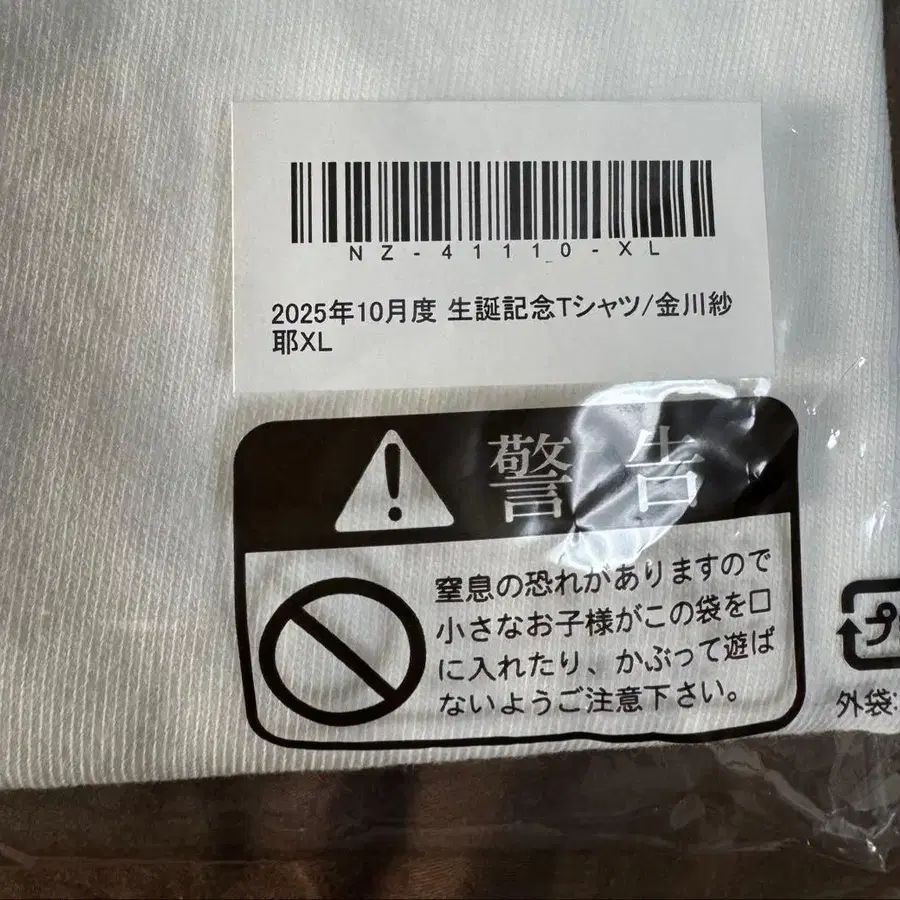 NZ-41110-XL
2025年10月度 生誕記念Tシャツ/金川紗
耶XL
警告
窒息の恐れがありますので
小さなお子様がこの袋を口
に入れたり、かぶって遊ば
ないようご注意下さい。
プ
外袋: